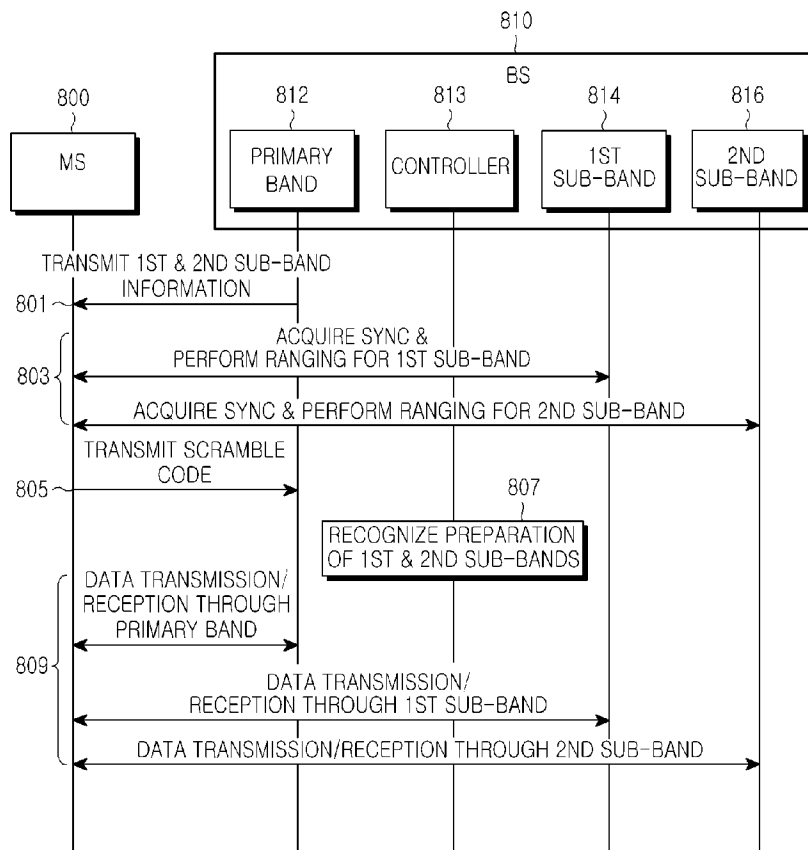 810
BS
800
812
813
814
816
MS
PRIMARY
BAND
CONTROLLER
1ST
SUB-BAND
2ND
SUB-BAND
TRANSMIT 1ST & 2ND SUB-BAND
INFORMATION
801
ACQUIRE SYNC &
PERFORM RANGING FOR 1ST SUB-BAND
803
ACQUIRE SYNC & PERFORM RANGING FOR 2ND SUB-BAND
TRANSMIT SCRAMBLE
CODE
805
807
RECOGNIZE PREPARATION
OF 1ST & 2ND SUB-BANDS
DATA TRANSMISSION/
RECEPTION THROUGH
PRIMARY BAND
809
DATA TRANSMISSION/
RECEPTION THROUGH 1ST SUB-BAND
DATA TRANSMISSION/RECEPTION THROUGH 2ND SUB-BAND